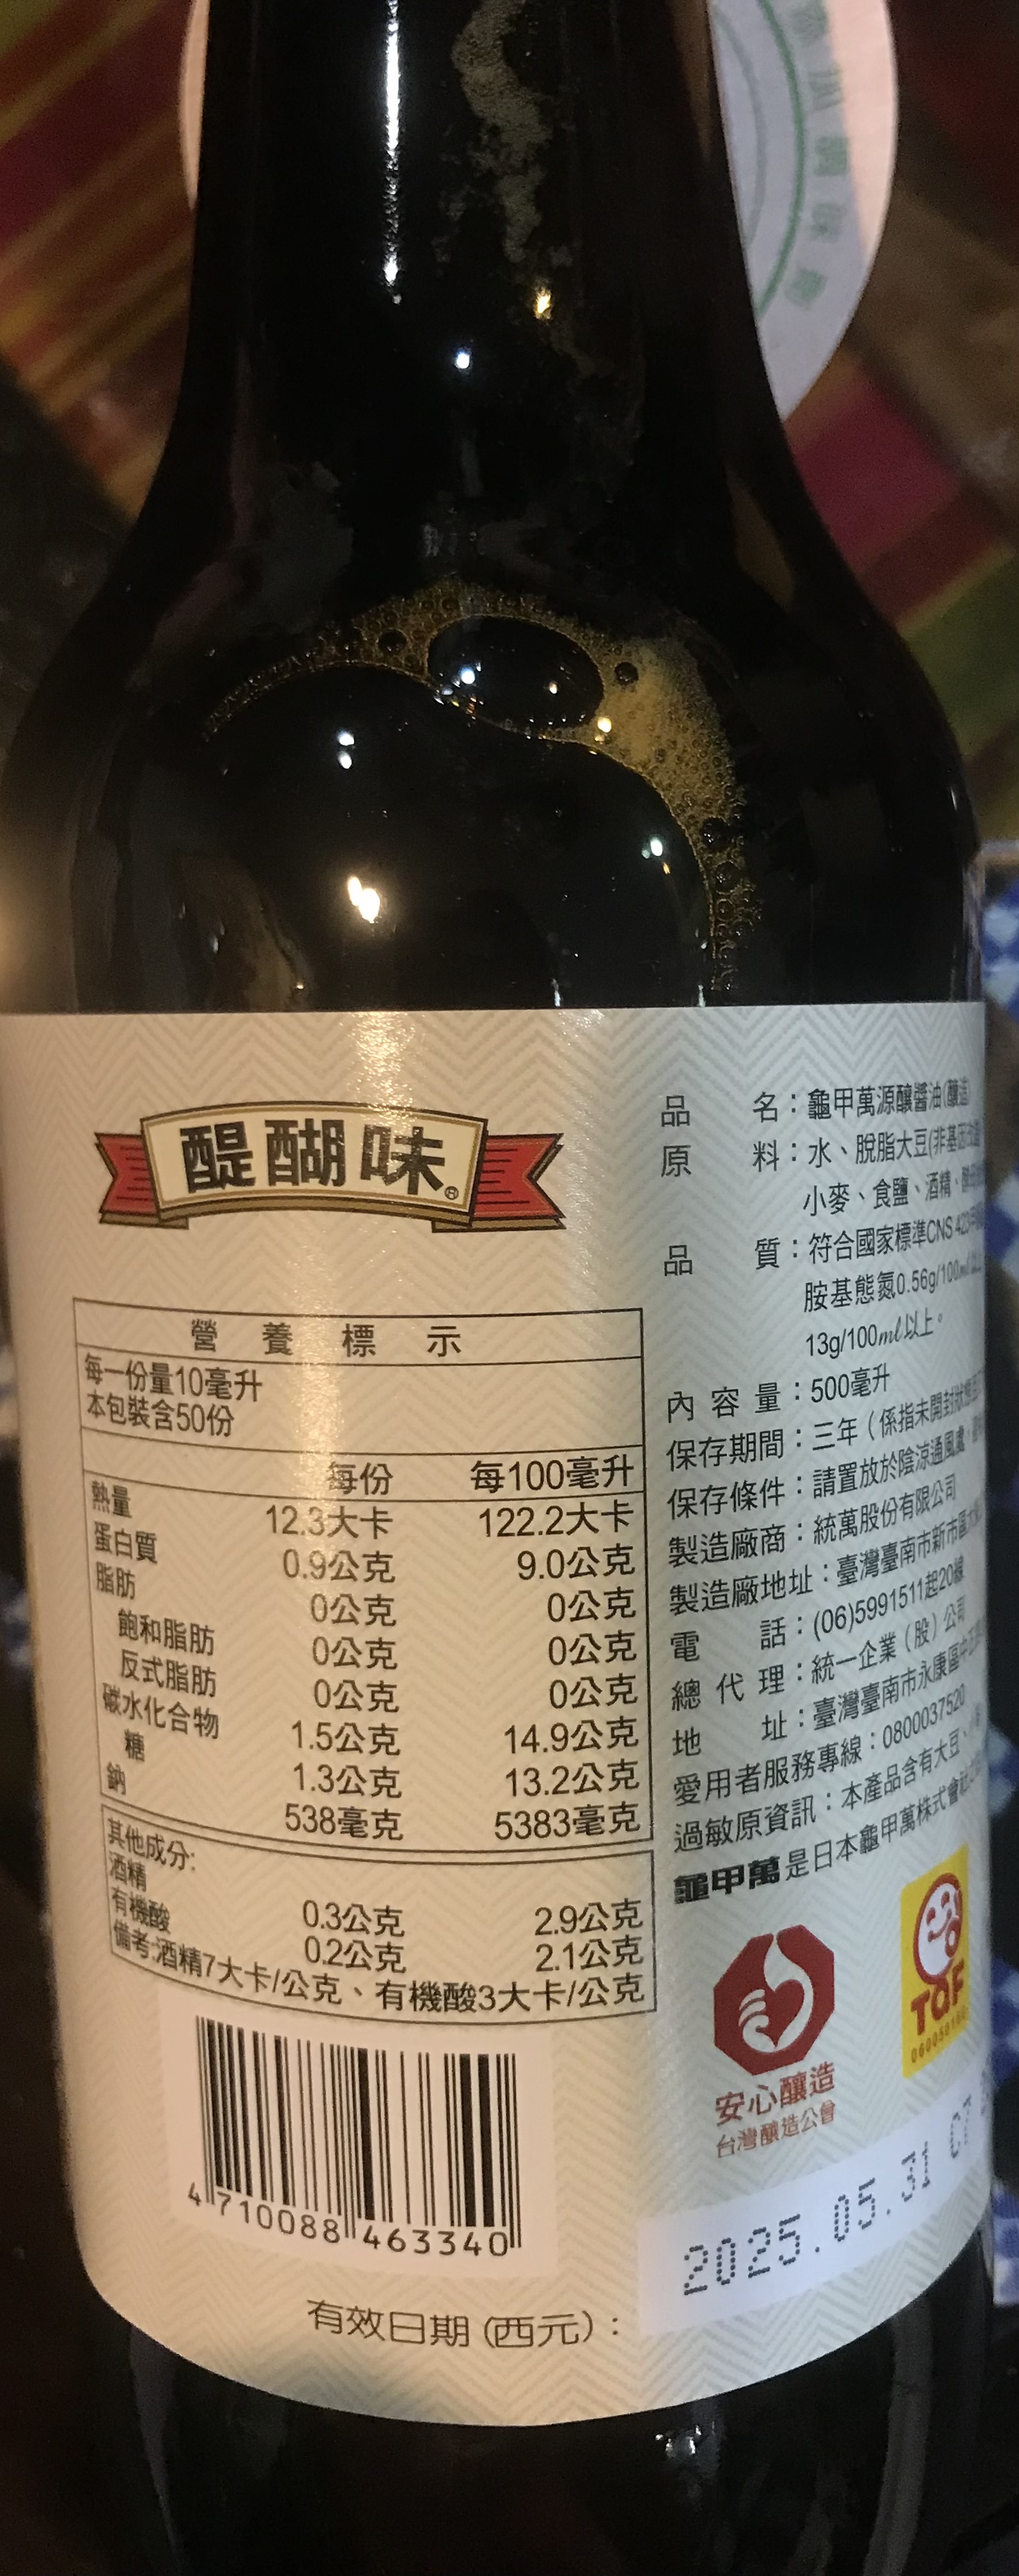 醍醐味®
營養標示
每一份量10毫升
本包裝含50份
每份 每100毫升
熱量 12.3大卡 122.2大卡
蛋白質 0.9公克 9.0公克
脂肪 0公克 0公克
飽和脂肪 0公克 0公克
反式脂肪 0公克 0公克
碳水化合物 1.5公克 14.9公克
糖 1.3公克 13.2公克
鈉 538毫克 5383毫克
其他成分:
酒精 0.3公克 2.9公克
有機酸 0.2公克 2.1公克
備考:酒精7大卡/公克、有機酸3大卡/公克
4 710088 463340
有效日期(西元):
2025.05.31
品名:龜甲萬源釀醬油(釀造)
原料:水、脫脂大豆(非基因
小麥、食鹽、酒精、
品質:符合國家標準CNS 423
胺基態氮0.56g/100ml
13g/100ml以上。
內容量:500毫升
保存期間:三年(係指未開封狀
保存條件:請置放於陰涼通風處,
製造廠商:統萬股份有限公司
製造廠地址:臺灣臺南市新市區
電話:(06)5991511起20線
總代理:統一企業(股)公司
地址:臺灣臺南市永康區中正
愛用者服務專線:0800037520
過敏原資訊:本產品含有大豆、
龜甲萬是日本龜甲萬株式會社
安心釀造
台灣釀造公會
TQF